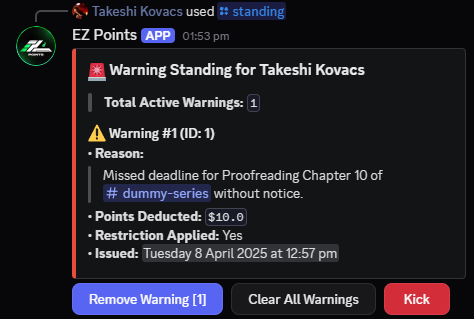 Takeshi Kovacs used standing
EZ Points APP 01:53 pm
POINTS
🚨 Warning Standing for Takeshi Kovacs
Total Active Warnings: 1
⚠️ Warning #1 (ID: 1)
• Reason:
Missed deadline for Proofreading Chapter 10 of
# dummy-series without notice.
• Points Deducted: $10.0
• Restriction Applied: Yes
• Issued: Tuesday 8 April 2025 at 12:57 pm
Remove Warning [1] Clear All Warnings Kick